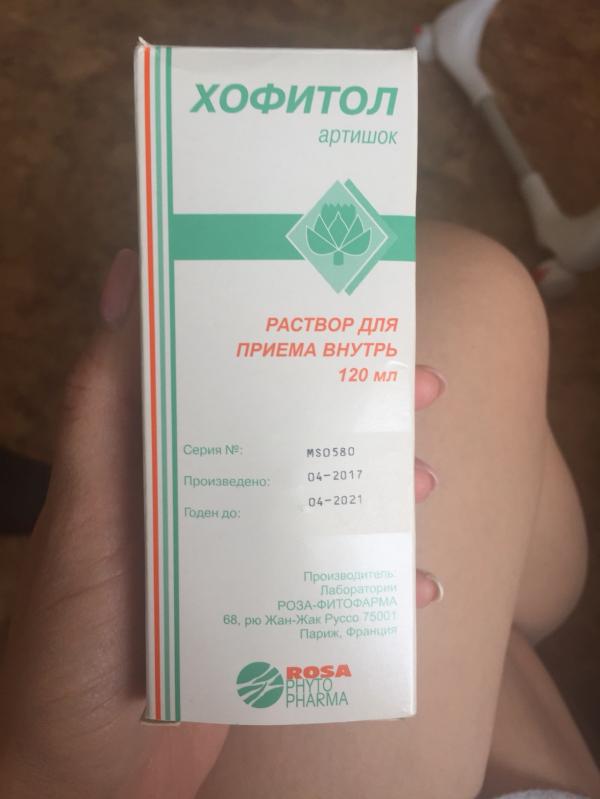 ХОФИТОЛ
артишок
РАСТВОР ДЛЯ
ПРИЕМА ВНУТРЬ
120 мл
Серия №: MS0580
Произведено: 04-2017
Годен до: 04-2021
Производитель:
Лаборатории
РОЗА-ФИТОФАРМА
68, рю Жан-Жак Руссо 75001
Париж, Франция
ROSA
PHYTO
PHARMA